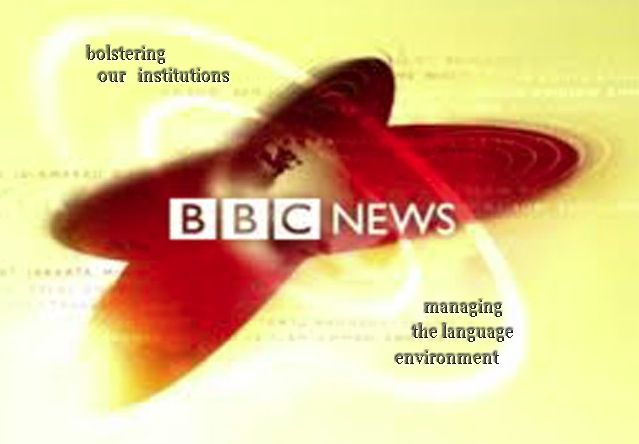 bolstering
our institutions
BBC NEWS
managing
the language
environment